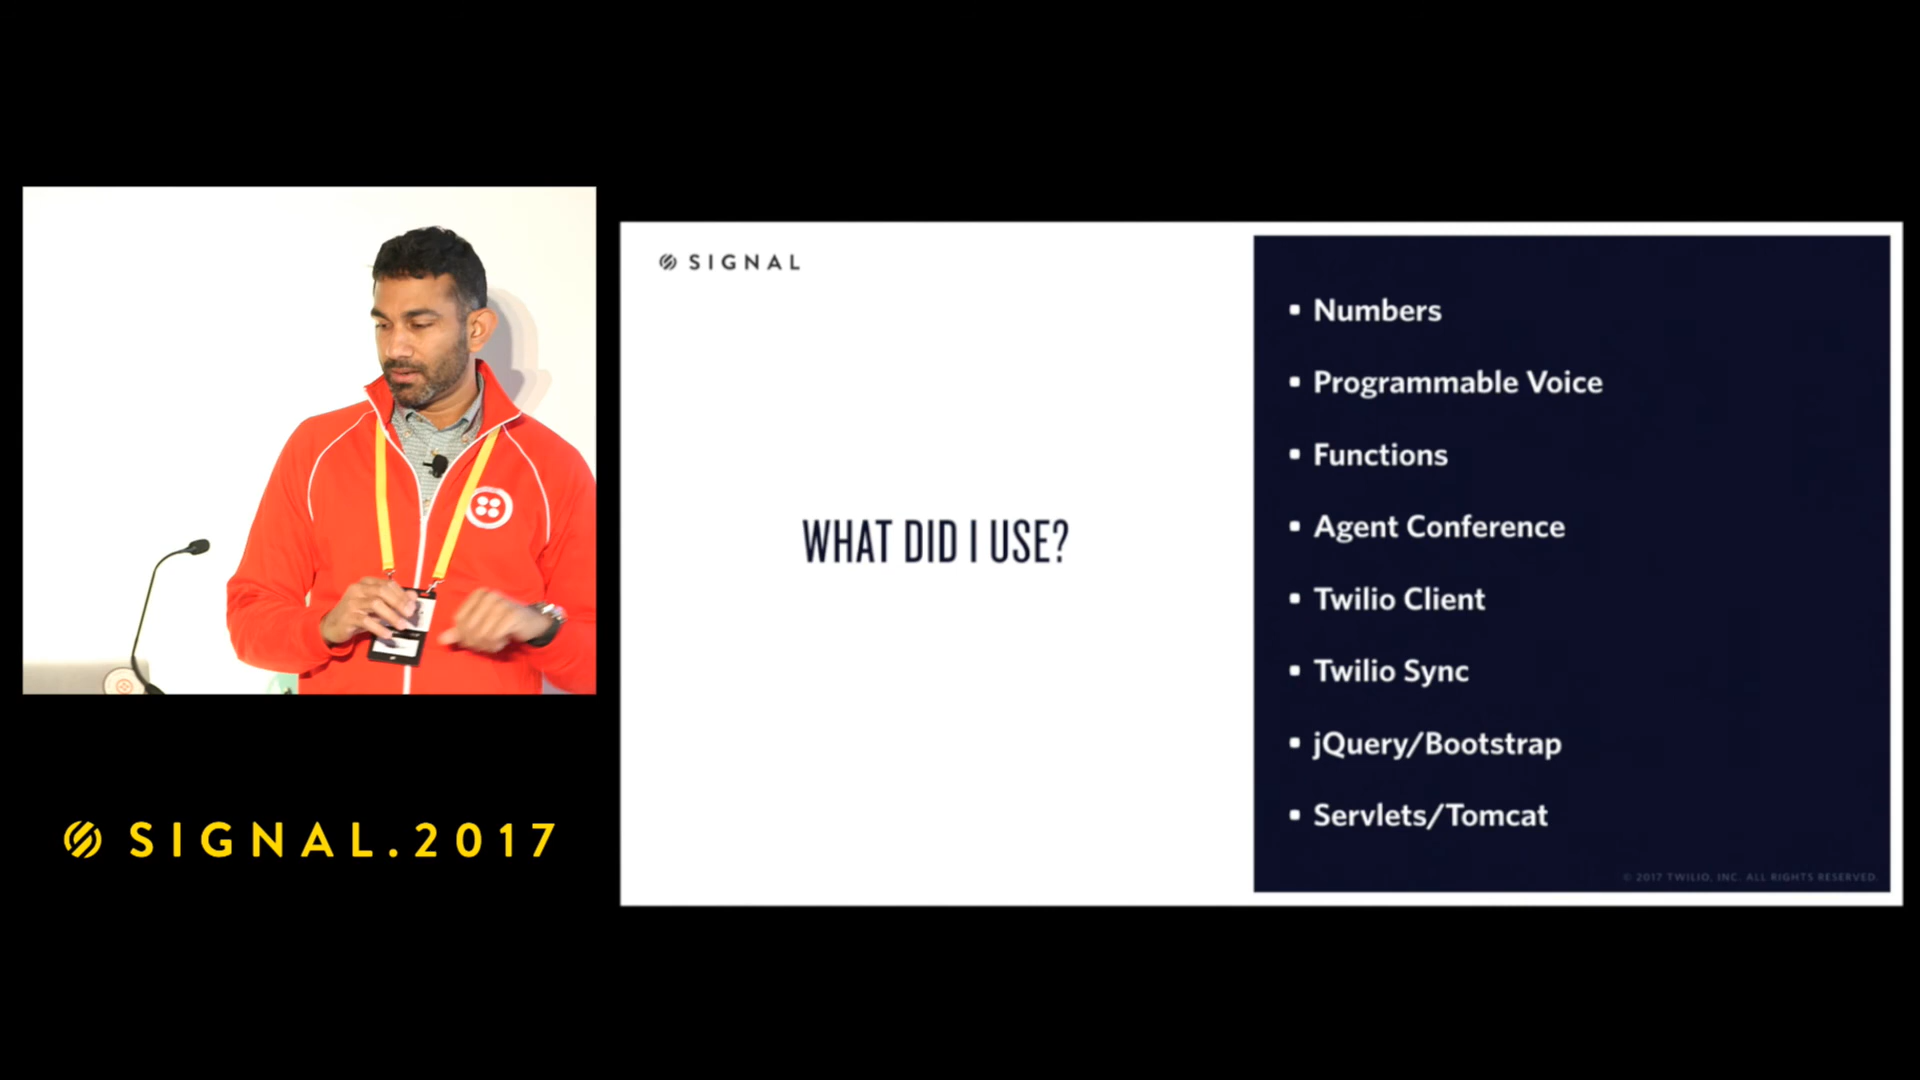 SIGNAL
WHAT DID I USE?
▪ Numbers
▪ Programmable Voice
▪ Functions
▪ Agent Conference
▪ Twilio Client
▪ Twilio Sync
▪ jQuery/Bootstrap
▪ Servlets/Tomcat
© 2017 TWILIO, INC. ALL RIGHTS RESERVED.
SIGNAL.2017